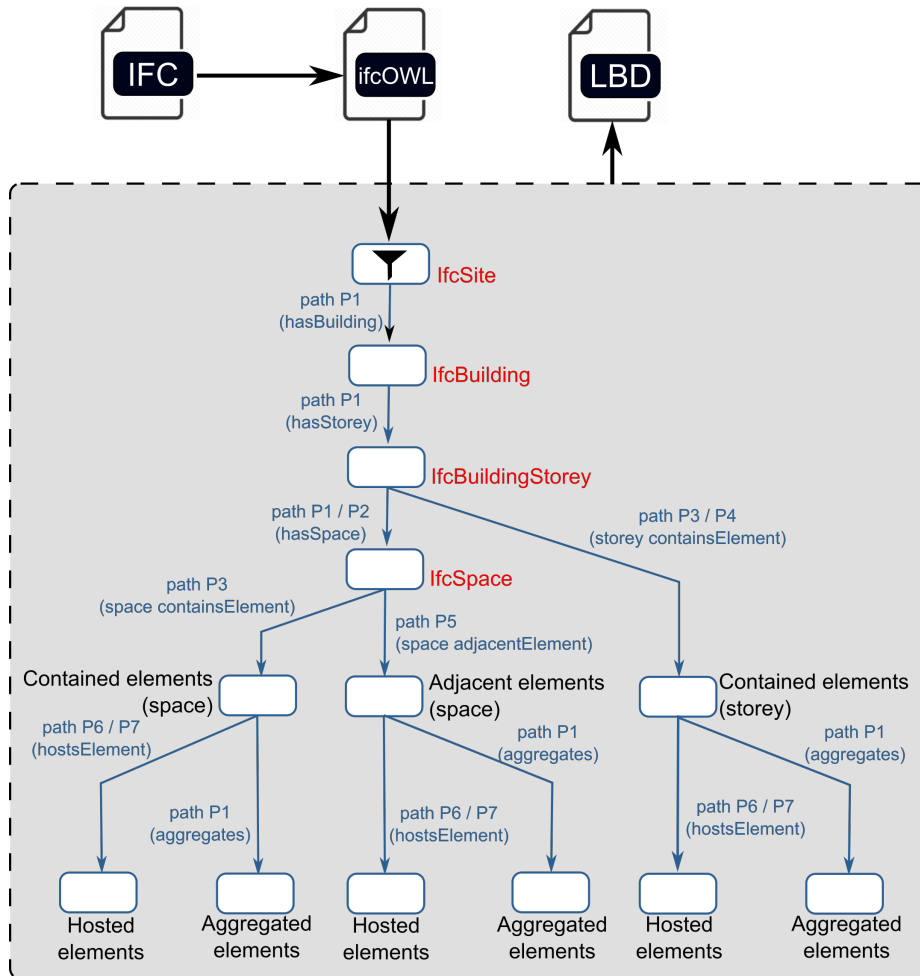 IFC
ifcOWL
LBD
IfcSite
path P1
(hasBuilding)
IfcBuilding
path P1
(hasStorey)
IfcBuildingStorey
path P1 / P2
(hasSpace)
path P3 / P4
(storey containsElement)
IfcSpace
path P3
(space containsElement)
path P5
(space adjacentElement)
Contained elements
(space)
Adjacent elements
(space)
Contained elements
(storey)
path P6 / P7
(hostsElement)
path P1
(aggregates)
path P1
(aggregates)
path P1
(aggregates)
path P6 / P7
(hostsElement)
path P6 / P7
(hostsElement)
Hosted
elements
Aggregated
elements
Hosted
elements
Aggregated
elements
Hosted
elements
Aggregated
elements